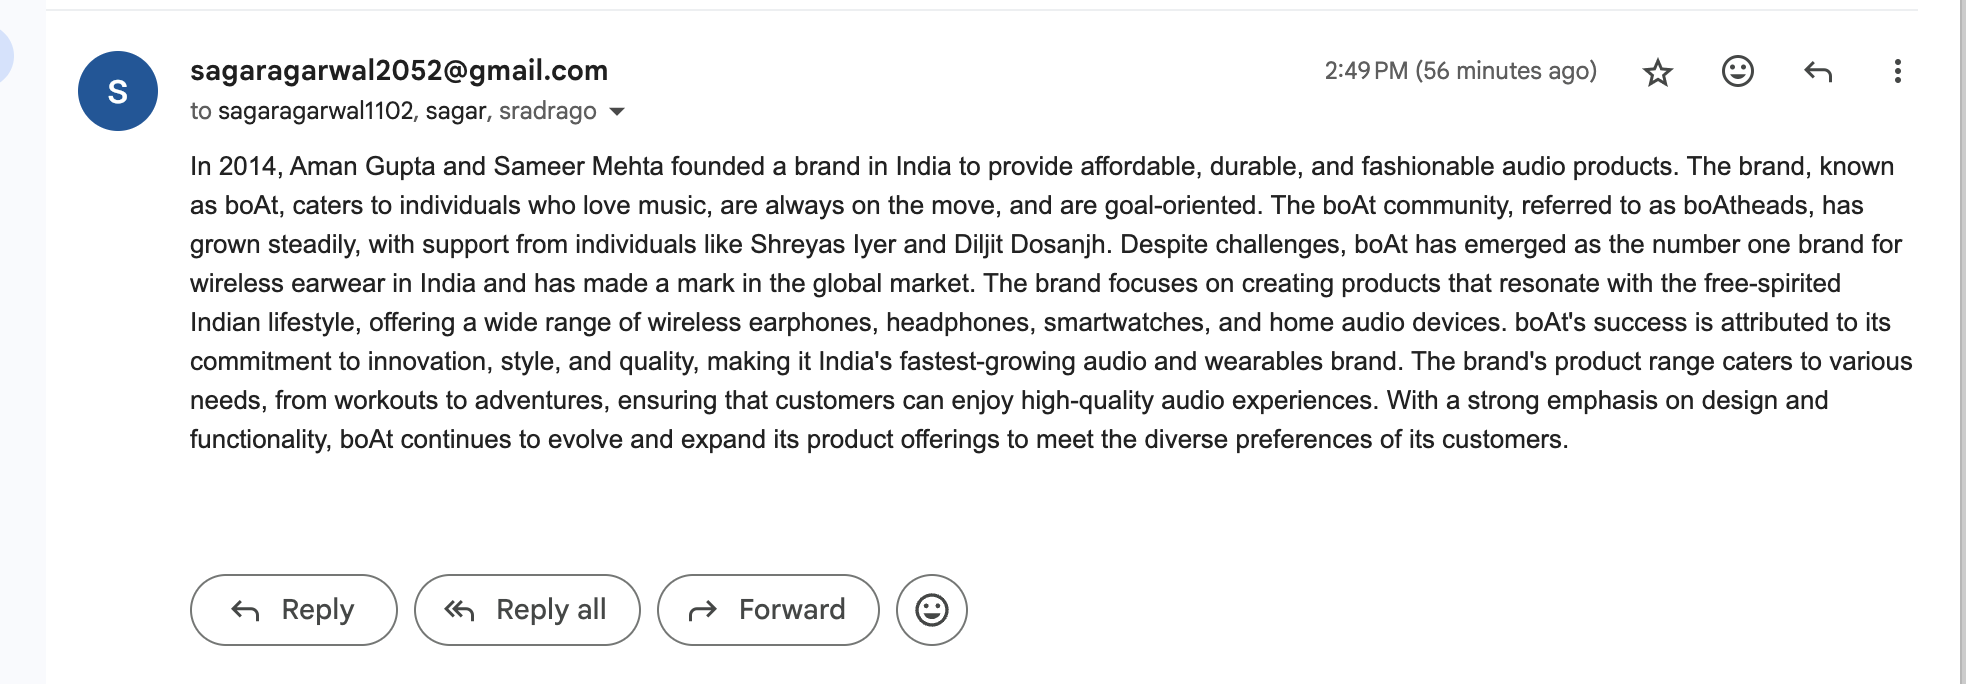 S
sagaragarwal2052@gmail.com
2:49 PM (56 minutes ago)
to sagaragarwal1102, sagar, sradrago
In 2014, Aman Gupta and Sameer Mehta founded a brand in India to provide affordable, durable, and fashionable audio products. The brand, known
as boAt, caters to individuals who love music, are always on the move, and are goal-oriented. The boAt community, referred to as boAtheads, has
grown steadily, with support from individuals like Shreyas Iyer and Diljit Dosanjh. Despite challenges, boAt has emerged as the number one brand for
wireless earwear in India and has made a mark in the global market. The brand focuses on creating products that resonate with the free-spirited
Indian lifestyle, offering a wide range of wireless earphones, headphones, smartwatches, and home audio devices. boAt's success is attributed to its
commitment to innovation, style, and quality, making it India's fastest-growing audio and wearables brand. The brand's product range caters to various
needs, from workouts to adventures, ensuring that customers can enjoy high-quality audio experiences. With a strong emphasis on design and
functionality, boAt continues to evolve and expand its product offerings to meet the diverse preferences of its customers.
Reply
Reply all
Forward